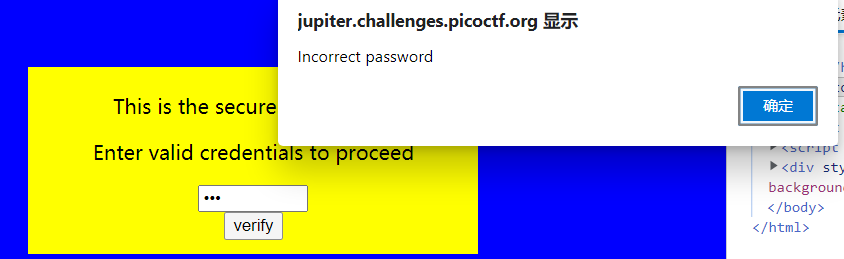 jupiter.challenges.picoctf.org 显示
Incorrect password
确定
This is the secure
Enter valid credentials to proceed
•••
verify
<script
<div sty
background
</body>
</html>